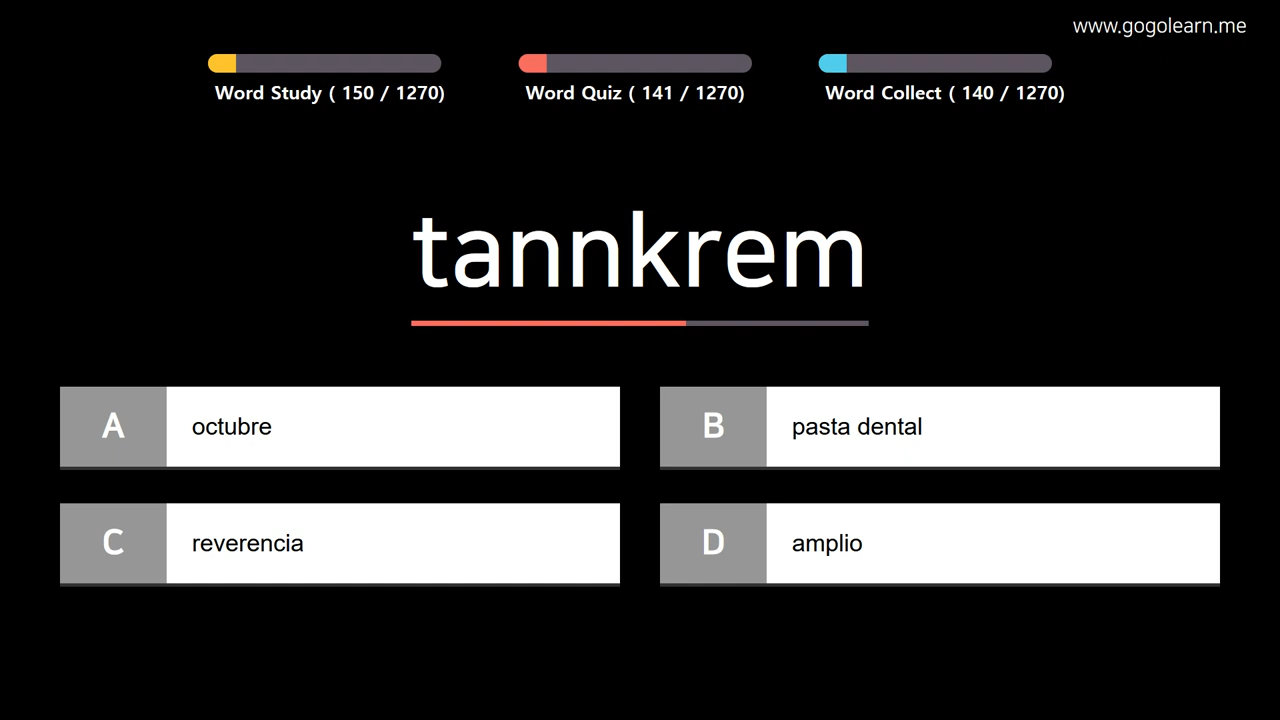 www.gogolearn.me
Word Study ( 150 / 1270)
Word Quiz ( 141 / 1270)
Word Collect ( 140 / 1270)
tannkrem
A octubre
B pasta dental
C reverencia
D amplio